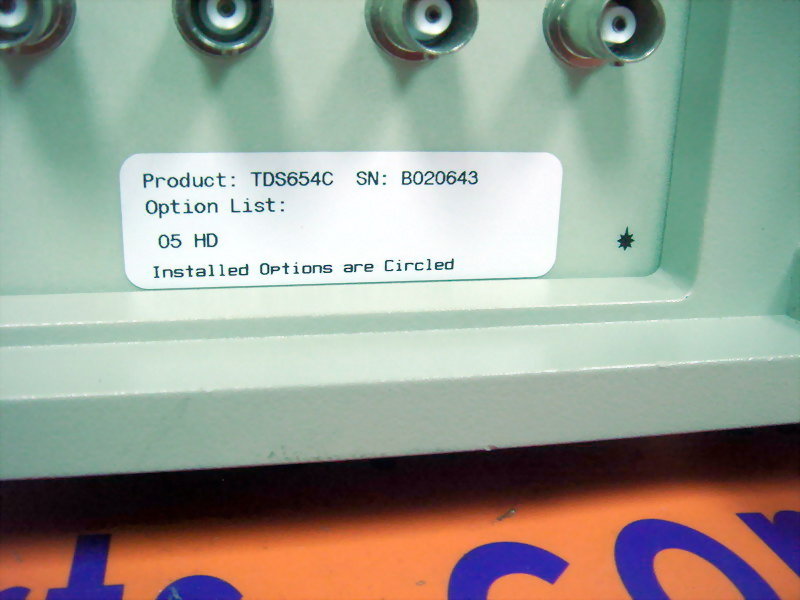 Product: TDS654C SN: B020643
Option List:
05 HD
Installed Options are Circled